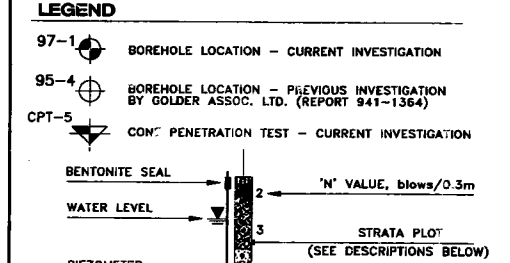 LEGEND
97-1 BOREHOLE LOCATION – CURRENT INVESTIGATION
95-4 BOREHOLE LOCATION – PREVIOUS INVESTIGATION
BY GOLDER ASSOC. LTD. (REPORT 941-1364)
CPT-5
CONE PENETRATION TEST – CURRENT INVESTIGATION
BENTONITE SEAL
2 'N' VALUE, blows/0.3m
WATER LEVEL
3 STRATA PLOT
(SEE DESCRIPTIONS BELOW)
PIEZOMETER